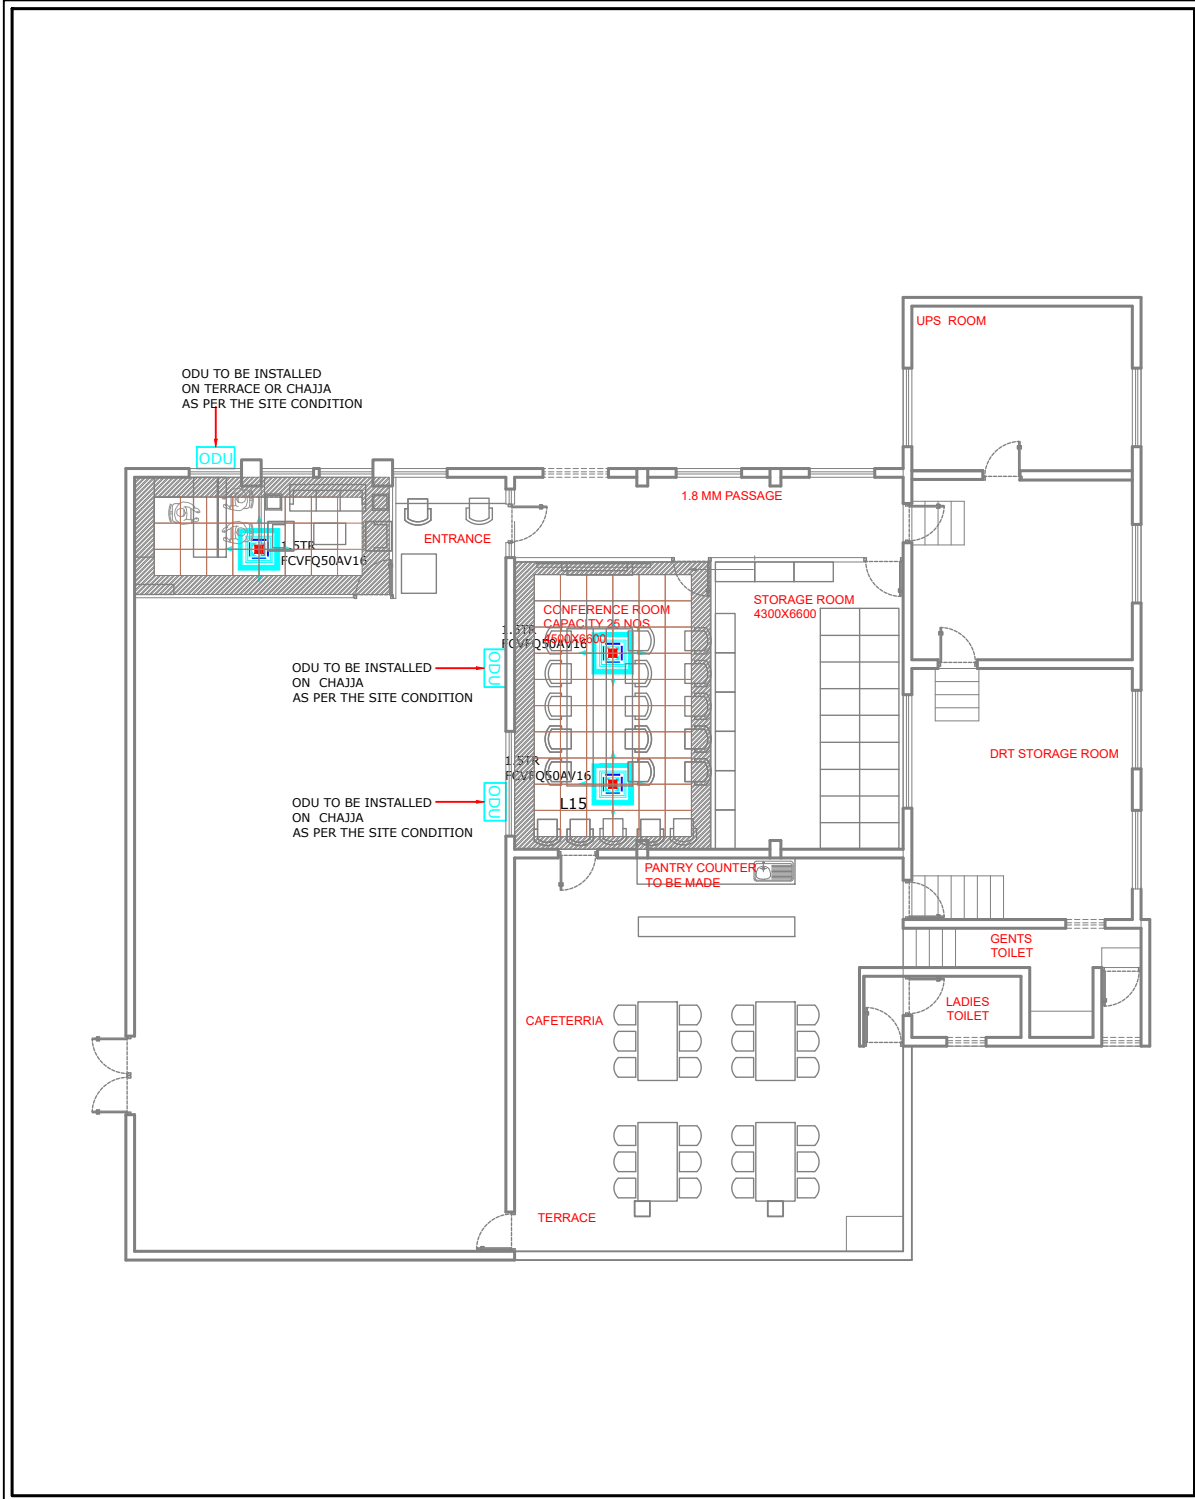 UPS  ROOM
ODU TO BE INSTALLED
ON TERRACE OR CHAJJA
AS PER THE SITE CONDITION
ODU
1.8 MM PASSAGE
ENTRANCE
1.5TR
FCVFQ50AV16
CONFERENCE ROOM
CAPACITY 25 NOS
4500X6600
STORAGE ROOM
4300X6600
1.5TR
FCVFQ50AV16
ODU TO BE INSTALLED
ON  CHAJJA
AS PER THE SITE CONDITION
ODU
DRT STORAGE ROOM
1.5TR
FCVFQ50AV16
ODU TO BE INSTALLED
ON  CHAJJA
AS PER THE SITE CONDITION
ODU
L15
PANTRY COUNTER
TO BE MADE
GENTS
TOILET
LADIES
TOILET
CAFETERRIA
TERRACE